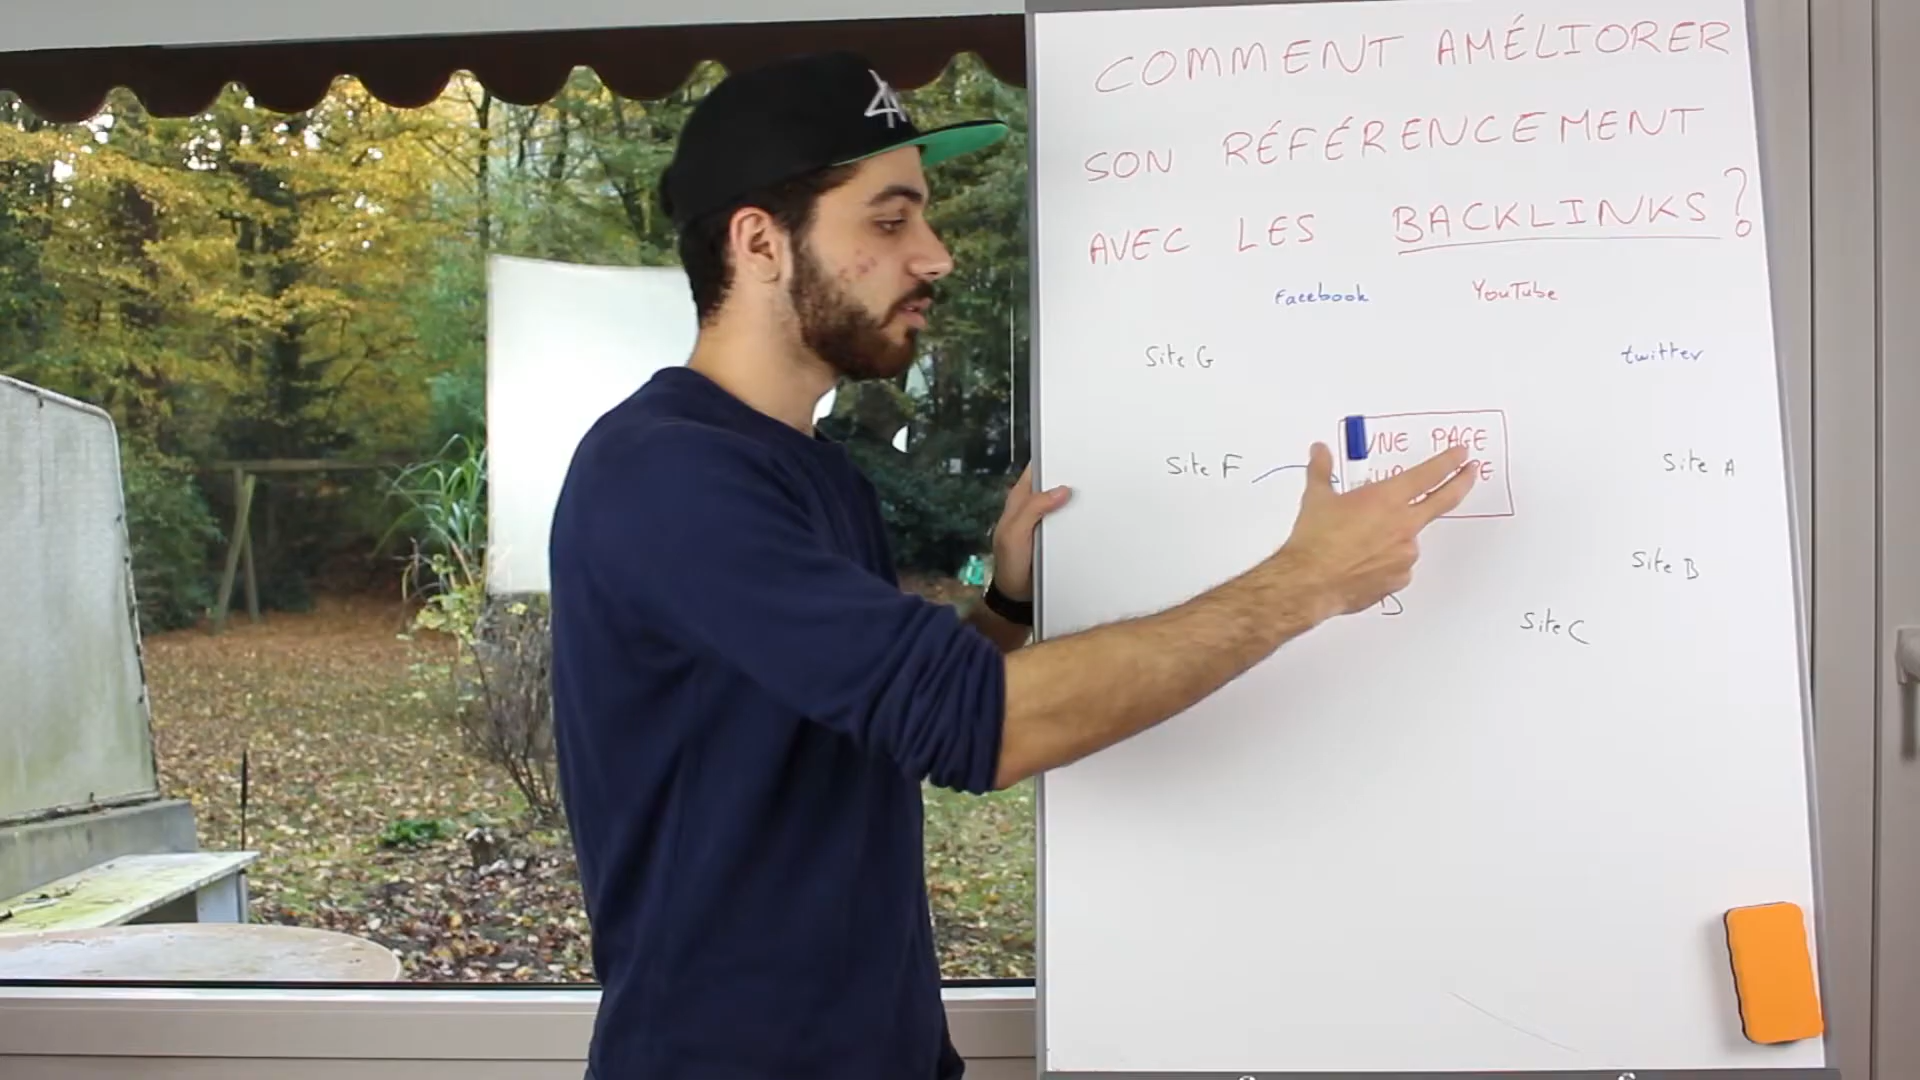 COMMENT AMÉLIORER
SON RÉFÉRENCEMENT
AVEC LES BACKLINKS?
Facebook YouTube
Site G twitter
UNE PAGE
Site F Site A
Site B
D Site C